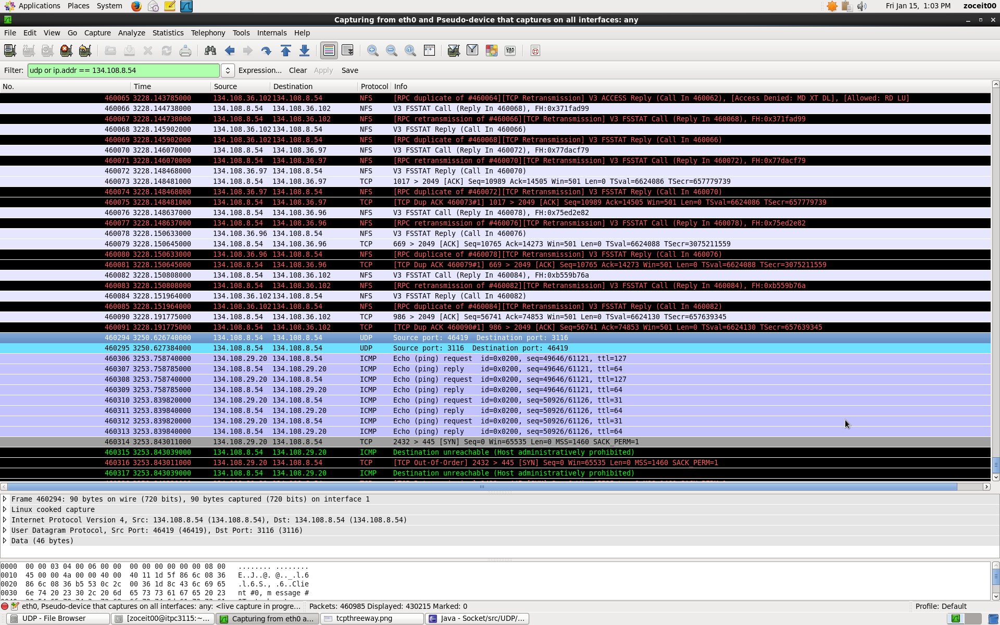 Applications Places System Fri Jan 15, 1:03 PM zoceit00
Capturing from eth0 and Pseudo-device that captures on all interfaces: any
File Edit View Go Capture Analyze Statistics Telephony Tools Internals Help
Filter: udp or ip.addr == 134.108.8.54 Expression... Clear Apply Save
No. Time Source Destination Protocol Info
460065 3228.143785000 134.108.36.102 134.108.8.54 NFS [RPC duplicate of #460064][TCP Retransmission] V3 ACCESS Reply (Call In 460062), [Access Denied: MD XT DL], [Allowed: RD LU]
460066 3228.144738000 134.108.8.54 134.108.36.102 NFS V3 FSSTAT Call (Reply In 460068), FH:0x371fad99
460067 3228.144738000 134.108.8.54 134.108.36.102 NFS [RPC retransmission of #460066][TCP Retransmission] V3 FSSTAT Call (Reply In 460068), FH:0x371fad99
460068 3228.145902000 134.108.36.102 134.108.8.54 NFS V3 FSSTAT Reply (Call In 460066)
460069 3228.145902000 134.108.36.102 134.108.8.54 NFS [RPC duplicate of #460068][TCP Retransmission] V3 FSSTAT Reply (Call In 460066)
460070 3228.146070000 134.108.8.54 134.108.36.97 NFS V3 FSSTAT Call (Reply In 460072), FH:0x77dacf79
460071 3228.146070000 134.108.8.54 134.108.36.97 NFS [RPC retransmission of #460070][TCP Retransmission] V3 FSSTAT Call (Reply In 460072), FH:0x77dacf79
460072 3228.148468000 134.108.36.97 134.108.8.54 NFS V3 FSSTAT Reply (Call In 460070)
460073 3228.148481000 134.108.8.54 134.108.36.97 TCP 1017 > 2049 [ACK] Seq=10989 Ack=14505 Win=501 Len=0 TSval=6624086 TSecr=657779739
460074 3228.148468000 134.108.36.97 134.108.8.54 NFS [RPC duplicate of #460072][TCP Retransmission] V3 FSSTAT Reply (Call In 460070)
460075 3228.148481000 134.108.8.54 134.108.36.97 TCP [TCP Dup ACK 460073#1] 1017 > 2049 [ACK] Seq=10989 Ack=14505 Win=501 Len=0 TSval=6624086 TSecr=657779739
460076 3228.148637000 134.108.8.54 134.108.36.96 NFS V3 FSSTAT Call (Reply In 460078), FH:0x75ed2e82
460077 3228.148637000 134.108.8.54 134.108.36.96 NFS [RPC retransmission of #460076][TCP Retransmission] V3 FSSTAT Call (Reply In 460078), FH:0x75ed2e82
460078 3228.150633000 134.108.36.96 134.108.8.54 NFS V3 FSSTAT Reply (Call In 460076)
460079 3228.150645000 134.108.8.54 134.108.36.96 TCP 669 > 2049 [ACK] Seq=10765 Ack=14273 Win=501 Len=0 TSval=6624088 TSecr=3075211559
460080 3228.150633000 134.108.36.96 134.108.8.54 NFS [RPC duplicate of #460078][TCP Retransmission] V3 FSSTAT Reply (Call In 460076)
460081 3228.150645000 134.108.8.54 134.108.36.96 TCP [TCP Dup ACK 460079#1] 669 > 2049 [ACK] Seq=10765 Ack=14273 Win=501 Len=0 TSval=6624088 TSecr=3075211559
460082 3228.150808000 134.108.8.54 134.108.36.102 NFS V3 FSSTAT Call (Reply In 460084), FH:0xb559b76a
460083 3228.150808000 134.108.8.54 134.108.36.102 NFS [RPC retransmission of #460082][TCP Retransmission] V3 FSSTAT Call (Reply In 460084), FH:0xb559b76a
460084 3228.151964000 134.108.36.102 134.108.8.54 NFS V3 FSSTAT Reply (Call In 460082)
460085 3228.151964000 134.108.36.102 134.108.8.54 NFS [RPC duplicate of #460084][TCP Retransmission] V3 FSSTAT Reply (Call In 460082)
460090 3228.191775000 134.108.8.54 134.108.36.102 TCP 986 > 2049 [ACK] Seq=56741 Ack=74853 Win=501 Len=0 TSval=6624130 TSecr=657639345
460091 3228.191775000 134.108.8.54 134.108.36.102 TCP [TCP Dup ACK 460090#1] 986 > 2049 [ACK] Seq=56741 Ack=74853 Win=501 Len=0 TSval=6624130 TSecr=657639345
460294 3250.626740000 134.108.8.54 134.108.8.54 UDP Source port: 46419 Destination port: 3116
460295 3250.627384000 134.108.8.54 134.108.8.54 UDP Source port: 3116 Destination port: 46419
460306 3253.758740000 134.108.29.20 134.108.8.54 ICMP Echo (ping) request id=0x0200, seq=49646/61121, ttl=127
460307 3253.758785000 134.108.8.54 134.108.29.20 ICMP Echo (ping) reply id=0x0200, seq=49646/61121, ttl=64
460308 3253.758740000 134.108.29.20 134.108.8.54 ICMP Echo (ping) request id=0x0200, seq=49646/61121, ttl=127
460309 3253.758785000 134.108.8.54 134.108.29.20 ICMP Echo (ping) reply id=0x0200, seq=49646/61121, ttl=64
460310 3253.839820000 134.108.29.20 134.108.8.54 ICMP Echo (ping) request id=0x0200, seq=50926/61126, ttl=31
460311 3253.839840000 134.108.8.54 134.108.29.20 ICMP Echo (ping) reply id=0x0200, seq=50926/61126, ttl=64
460312 3253.839820000 134.108.29.20 134.108.8.54 ICMP Echo (ping) request id=0x0200, seq=50926/61126, ttl=31
460313 3253.839840000 134.108.8.54 134.108.29.20 ICMP Echo (ping) reply id=0x0200, seq=50926/61126, ttl=64
460314 3253.843011000 134.108.29.20 134.108.8.54 TCP 2432 > 445 [SYN] Seq=0 Win=65535 Len=0 MSS=1460 SACK_PERM=1
460315 3253.843039000 134.108.8.54 134.108.29.20 ICMP Destination unreachable (Host administratively prohibited)
460316 3253.843011000 134.108.29.20 134.108.8.54 TCP [TCP Out-Of-Order] 2432 > 445 [SYN] Seq=0 Win=65535 Len=0 MSS=1460 SACK_PERM=1
460317 3253.843039000 134.108.8.54 134.108.29.20 ICMP Destination unreachable (Host administratively prohibited)
Frame 460294: 90 bytes on wire (720 bits), 90 bytes captured (720 bits) on interface 1
Linux cooked capture
Internet Protocol Version 4, Src: 134.108.8.54 (134.108.8.54), Dst: 134.108.8.54 (134.108.8.54)
User Datagram Protocol, Src Port: 46419 (46419), Dst Port: 3116 (3116)
Data (46 bytes)
0000 00 00 03 04 00 06 00 00 00 00 00 00 00 00 08 00 ........ ........
0010 45 00 00 4a 00 00 40 00 40 11 1d 5f 86 6c 08 36 E..J..@. @.._.l.6
0020 86 6c 08 36 b5 53 0c 2c 00 36 1d 8c 43 6c 69 65 .l.6.S., .6..Clie
0030 6e 74 20 23 30 2c 20 6d 65 73 73 61 67 65 20 23 nt #0, m essage #
eth0, Pseudo-device that captures on all interfaces: any: <live capture in progre... Packets: 460985 Displayed: 430215 Marked: 0 Profile: Default
UDP - File Browser [zoceit00@itpc3115:~... Capturing from eth0 a... tcpthreeway.png Java - Socket/src/UDP/...